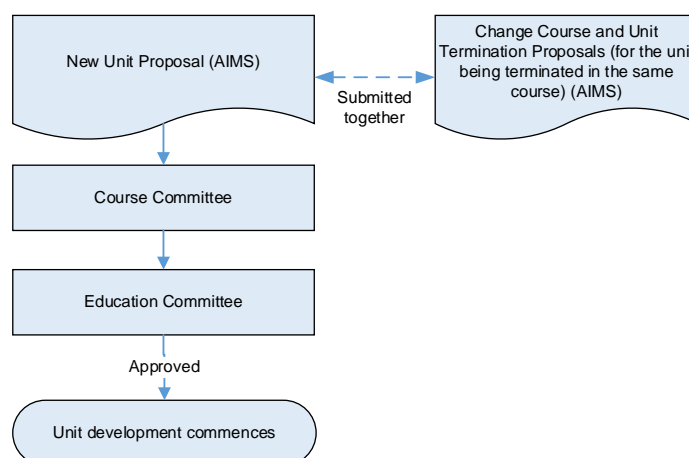 New Unit Proposal (AIMS)
Change Course and Unit
Termination Proposals (for the unit
being terminated in the same
course) (AIMS)
Submitted
together
Course Committee
Education Committee
Approved
Unit development commences